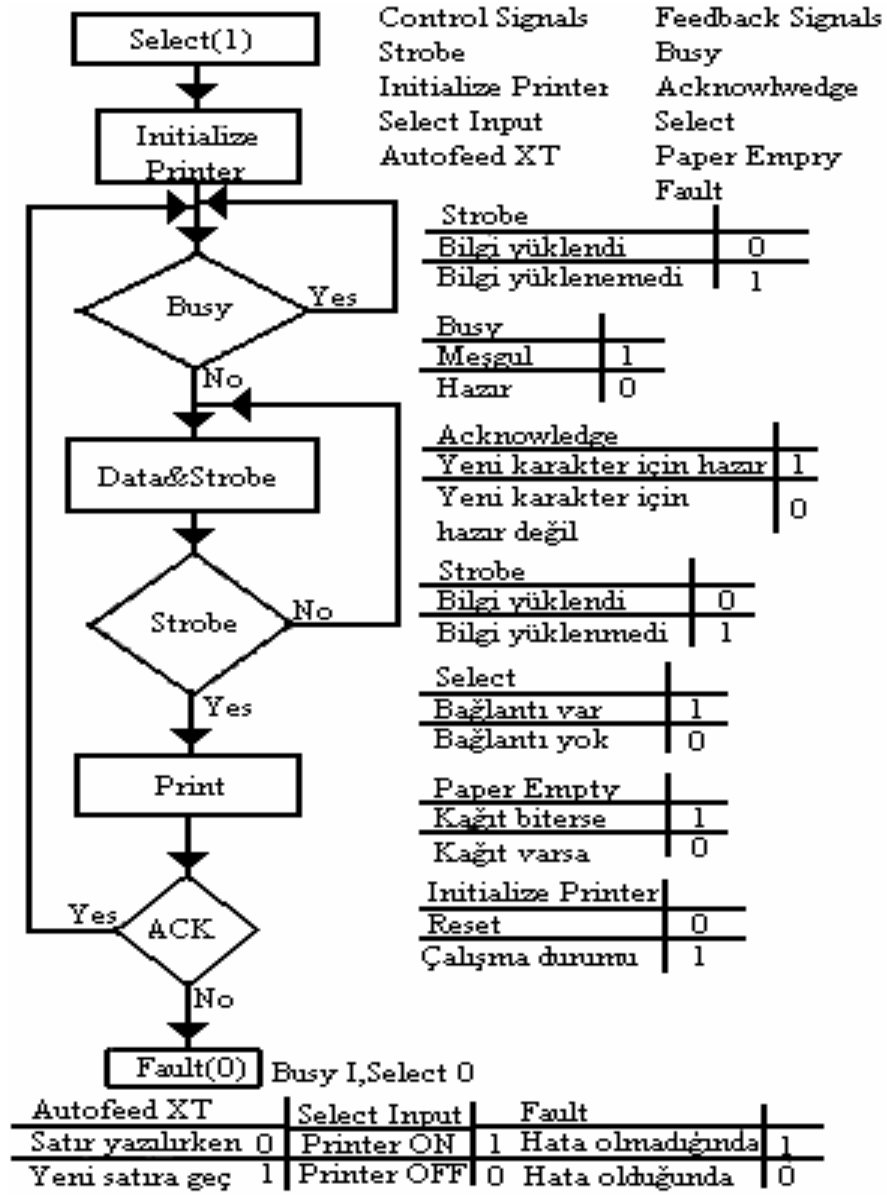 Select(1)
Initialize
Printer
Busy
Yes
No
Data&Strobe
Strobe
No
Yes
Print
ACK
Yes
No
Fault(0)
Busy I,Select 0
Control Signals
Strobe
Initialize Printer
Select Input
Autofeed XT
Feedback Signals
Busy
Acknowlwedge
Select
Paper Empry
Fault
Strobe
Bilgi yüklendi 0
Bilgi yüklenemedi 1
Busy
Meşgul 1
Hazır 0
Acknowledge
Yeni karakter için hazır 1
Yeni karakter için
hazır değil 0
Strobe
Bilgi yüklendi 0
Bilgi yüklenmedi 1
Select
Bağlantı var 1
Bağlantı yok 0
Paper Empty
Kağıt biterse 1
Kağıt varsa 0
Initialize Printer
Reset 0
Çalışma durumu 1
Autofeed XT
Satır yazılırken 0
Yeni satıra geç 1
Select Input
Printer ON 1
Printer OFF 0
Fault
Hata olmadığında 1
Hata olduğunda 0